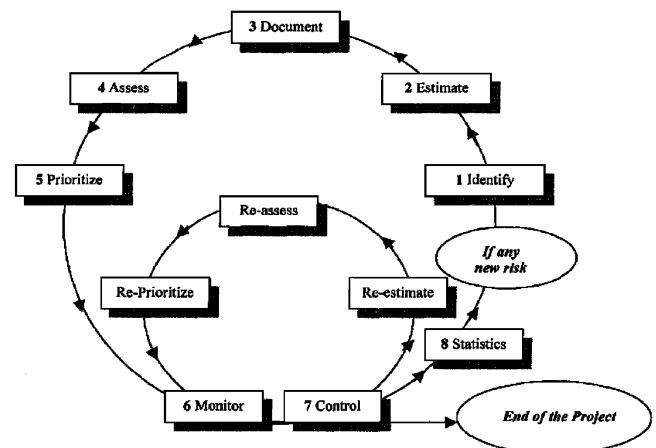 3 Document
4 Assess
2 Estimate
5 Prioritize
1 Identify
Re-assess
If any
new risk
Re-Prioritize
Re-estimate
8 Statistics
6 Monitor
7 Control
End of the Project